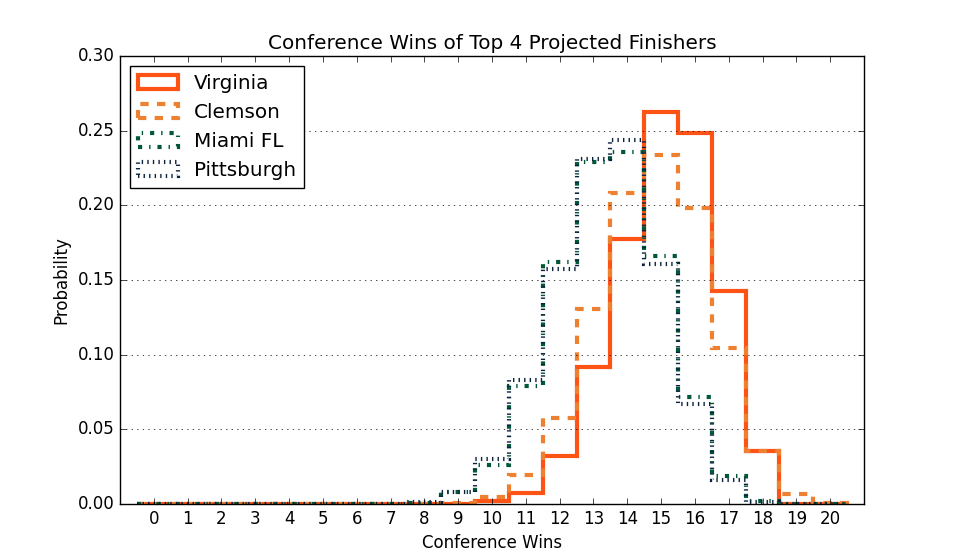 Conference Wins of Top 4 Projected Finishers
0.30
0.25
0.20
0.15
0.10
0.05
0.00
Probability
Virginia
Clemson
Miami FL
Pittsburgh
0 1 2 3 4 5 6 7 8 9 10 11 12 13 14 15 16 17 18 19 20
Conference Wins